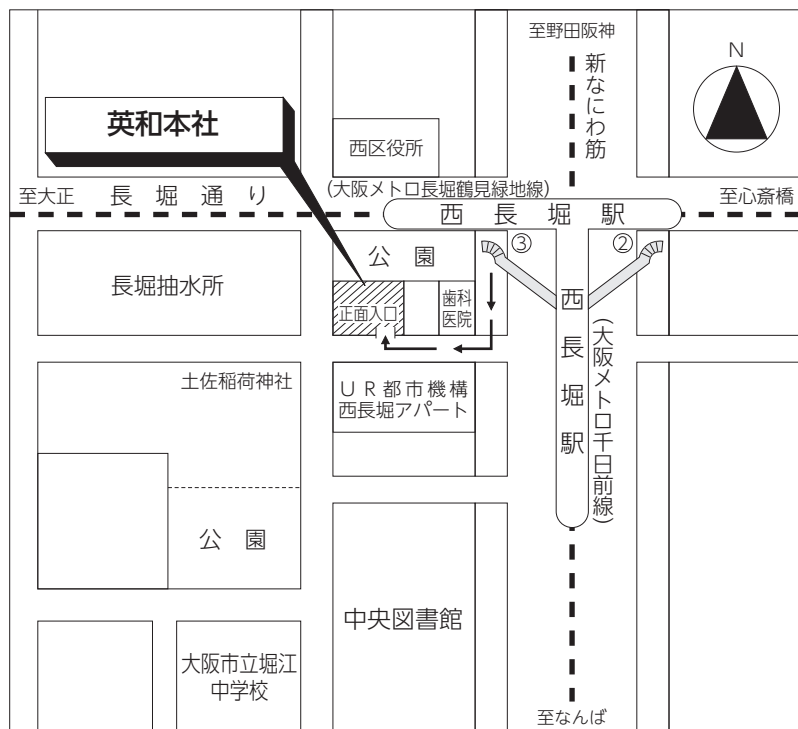 至野田阪神
新なにわ筋
N
英和本社
西区役所
(大阪メトロ長堀鶴見緑地線)
至大正
長堀通り
西長堀駅
至心斎橋
公園
③
②
長堀抽水所
正面入口
歯科
医院
西長堀駅
(大阪メトロ千日前線)
土佐稲荷神社
UR都市機構
西長堀アパート
公園
中央図書館
大阪市立堀江
中学校
至なんば